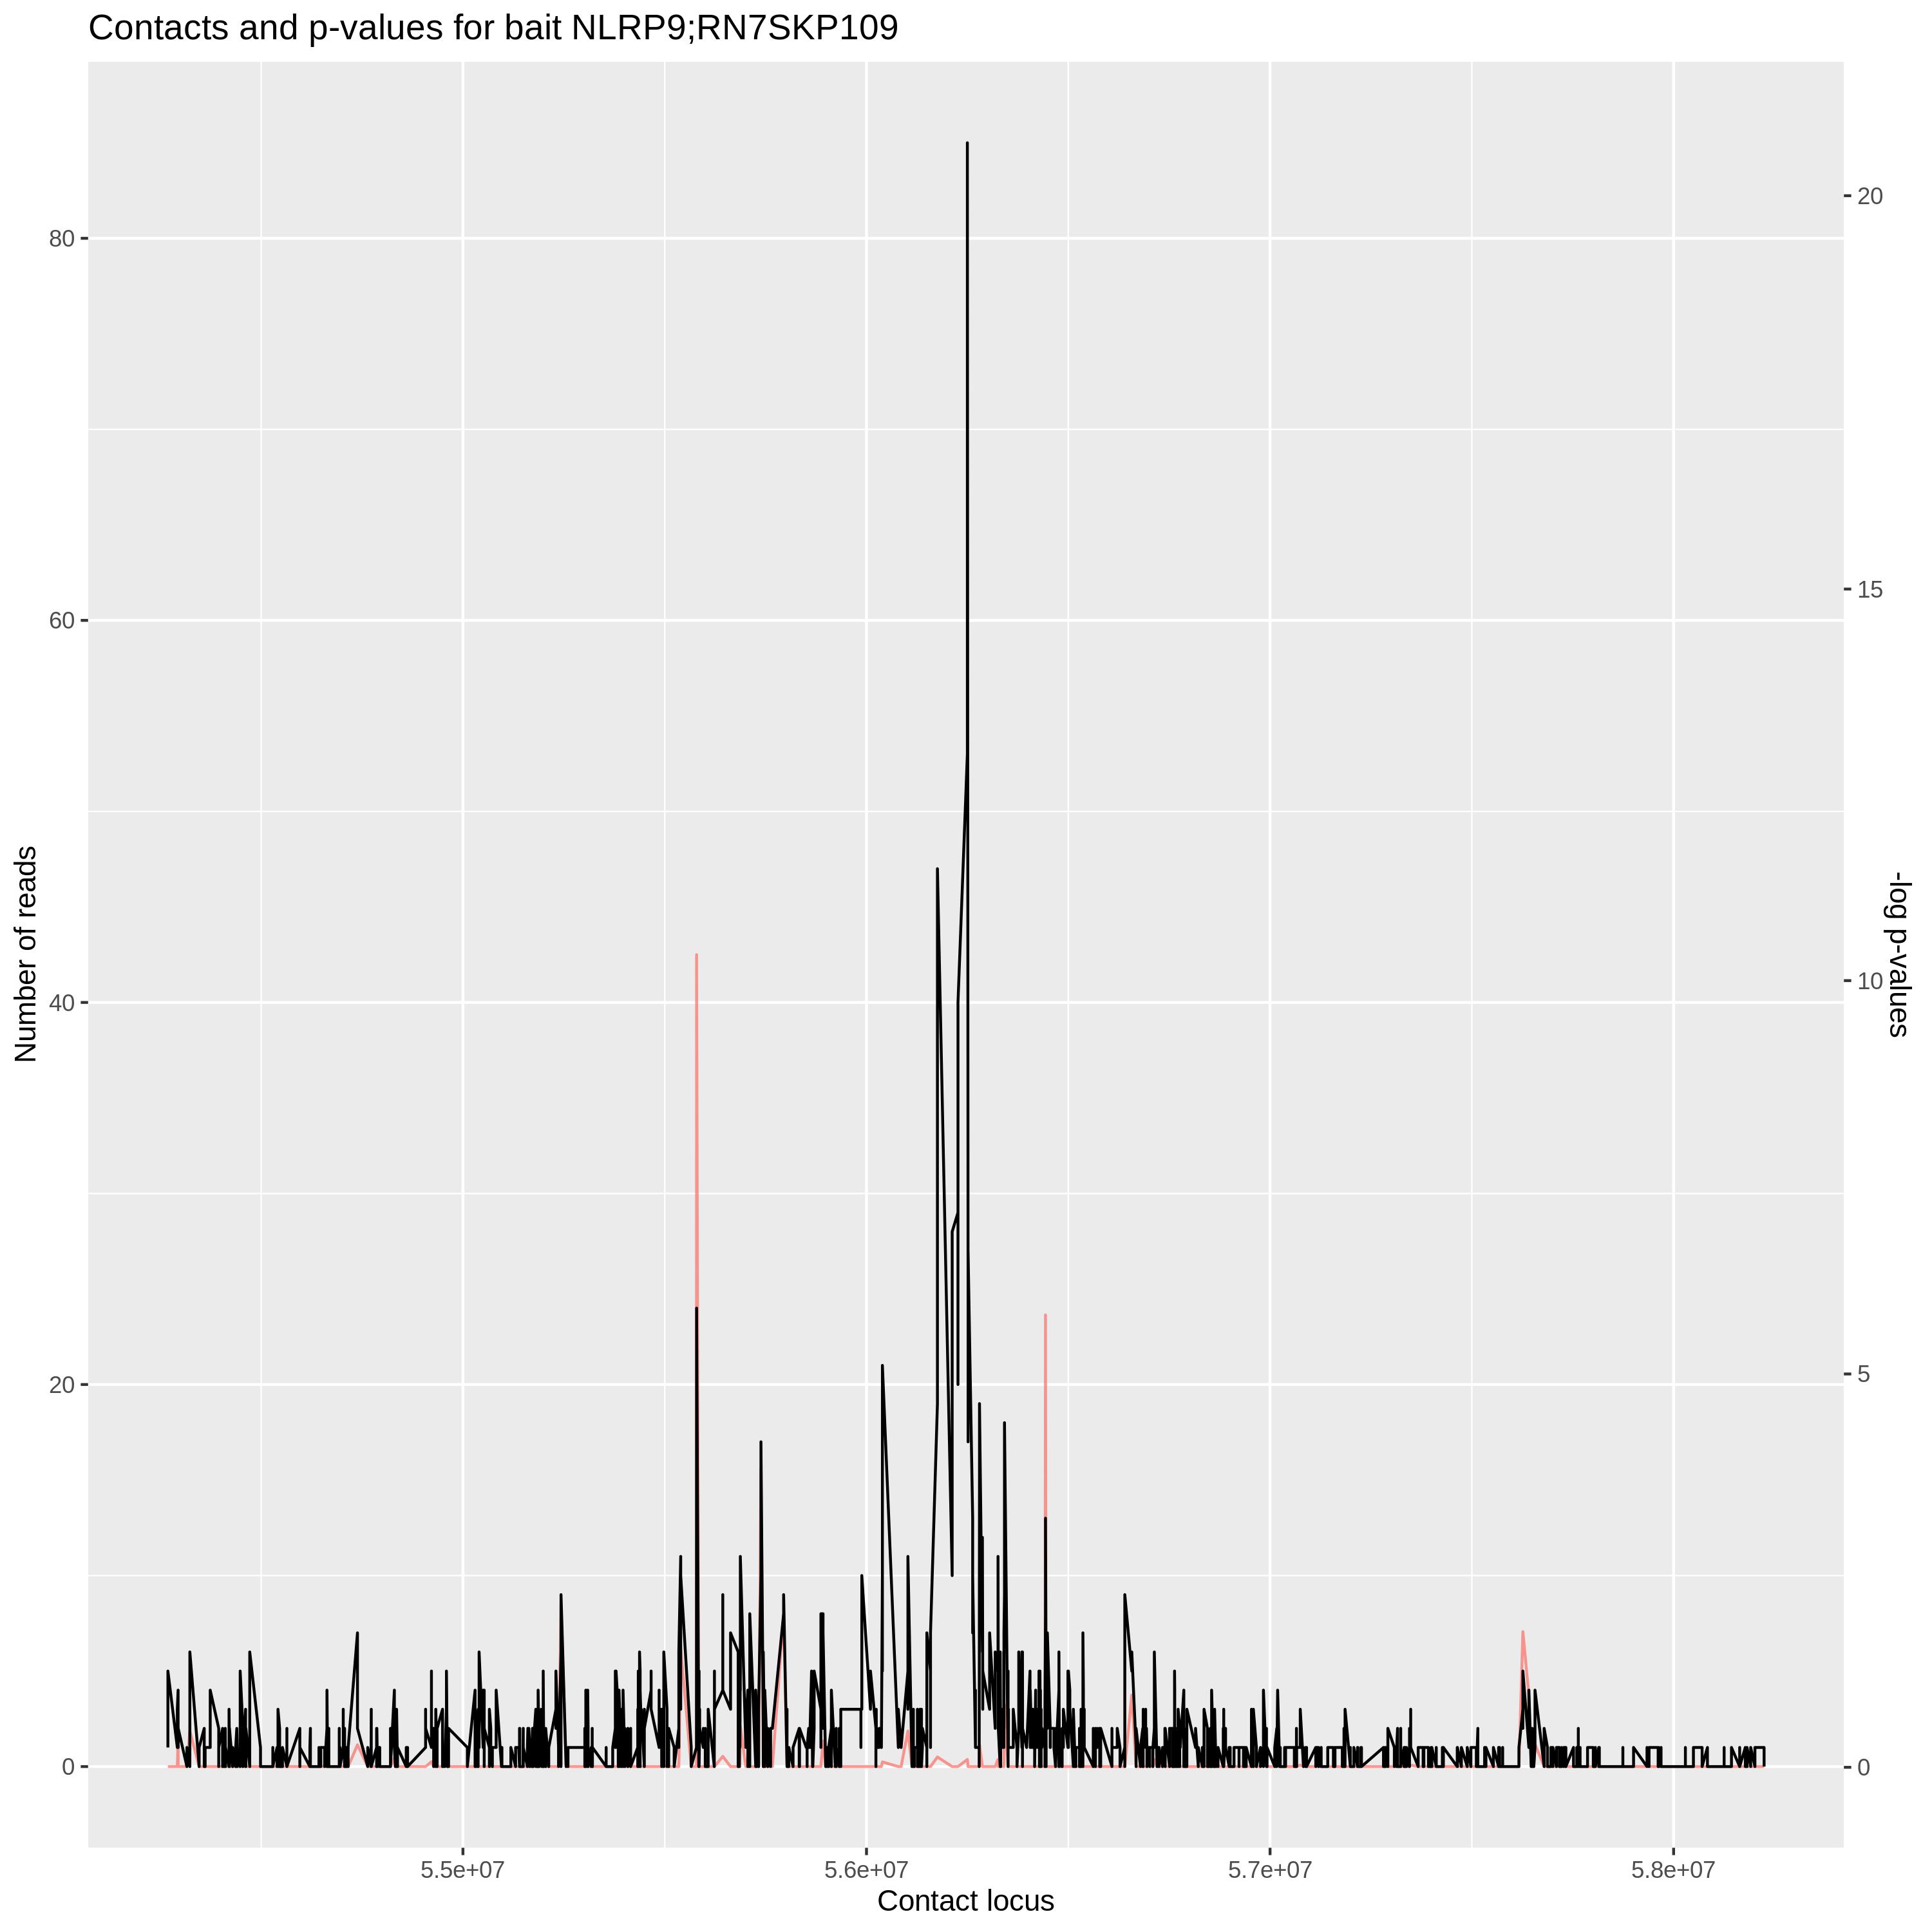 Contacts and p-values for bait NLRP9;RN7SKP109
80
60
40
20
0
Number of reads
20
15
10
5
0
-log p-values
5.5e+07
5.6e+07
5.7e+07
5.8e+07
Contact locus